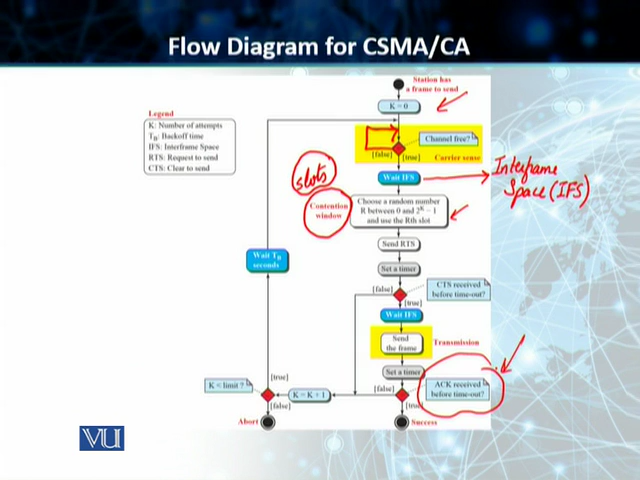 Flow Diagram for CSMA/CA
Station has
a frame to send
K = 0
Legend
K: Number of attempts
TB: Backoff time
IFS: Interframe Space
RTS: Request to send
CTS: Clear to send
Channel free?
[false]
[true]
Carrier sense
Wait IFS
Interframe
Space (IFS)
slots
Contention
window
Choose a random number
R between 0 and 2^K − 1
and use the Rth slot
Send RTS
Wait TB
seconds
Set a timer
CTS received
before time-out?
[false]
[true]
Wait IFS
Send
the frame
Transmission
Set a timer
K < limit ?
[true]
[false]
K = K + 1
[false]
ACK received
before time-out?
[true]
Abort
Success
VU